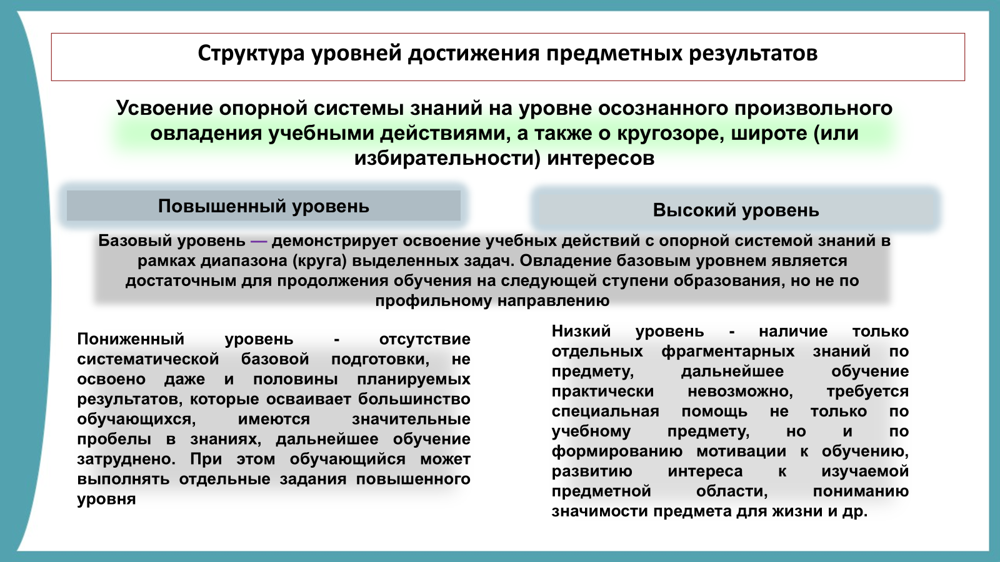 Структура уровней достижения предметных результатов
Усвоение опорной системы знаний на уровне осознанного произвольного
овладения учебными действиями, а также о кругозоре, широте (или
избирательности) интересов
Повышенный уровень
Высокий уровень
Базовый уровень — демонстрирует освоение учебных действий с опорной системой знаний в
рамках диапазона (круга) выделенных задач. Овладение базовым уровнем является
достаточным для продолжения обучения на следующей ступени образования, но не по
профильному направлению
Пониженный уровень - отсутствие
систематической базовой подготовки, не
освоено даже и половины планируемых
результатов, которые осваивает большинство
обучающихся, имеются значительные
пробелы в знаниях, дальнейшее обучение
затруднено. При этом обучающийся может
выполнять отдельные задания повышенного
уровня
Низкий уровень - наличие только
отдельных фрагментарных знаний по
предмету, дальнейшее обучение
практически невозможно, требуется
специальная помощь не только по
учебному предмету, но и по
формированию мотивации к обучению,
развитию интереса к изучаемой
предметной области, пониманию
значимости предмета для жизни и др.